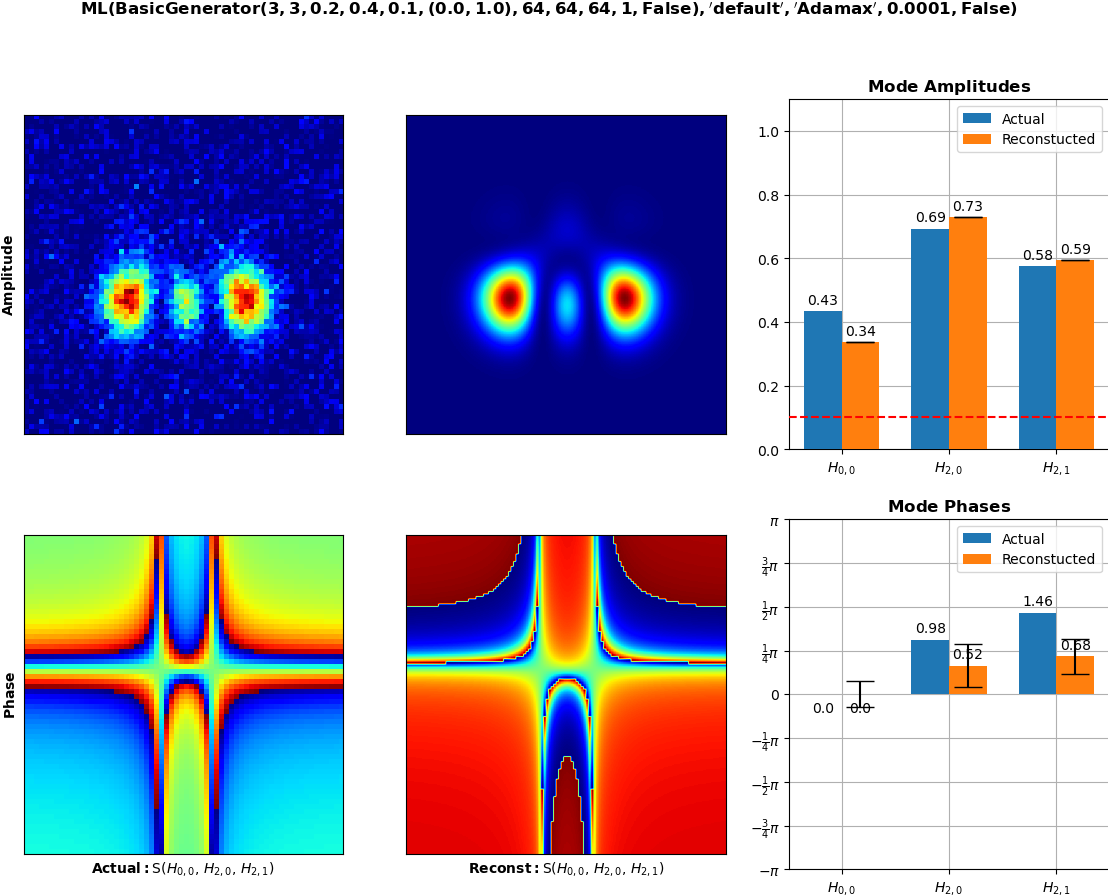 ML(BasicGenerator(3, 3, 0.2, 0.4, 0.1, (0.0, 1.0), 64, 64, 64, 1, False), ′default′, ′Adamax′, 0.0001, False)
Amplitude
Mode Amplitudes
Actual
Reconstucted
1.0
0.8
0.6
0.4
0.2
0.0
0.43
0.34
0.69
0.73
0.58
0.59
H0,0
H2,0
H2,1
Phase
Actual: S(H0,0, H2,0, H2,1)
Reconst: S(H0,0, H2,0, H2,1)
Mode Phases
Actual
Reconstucted
π
3/4π
1/2π
1/4π
0
−1/4π
−1/2π
−3/4π
−π
0.0
0.0
0.98
0.52
1.46
0.68
H0,0
H2,0
H2,1